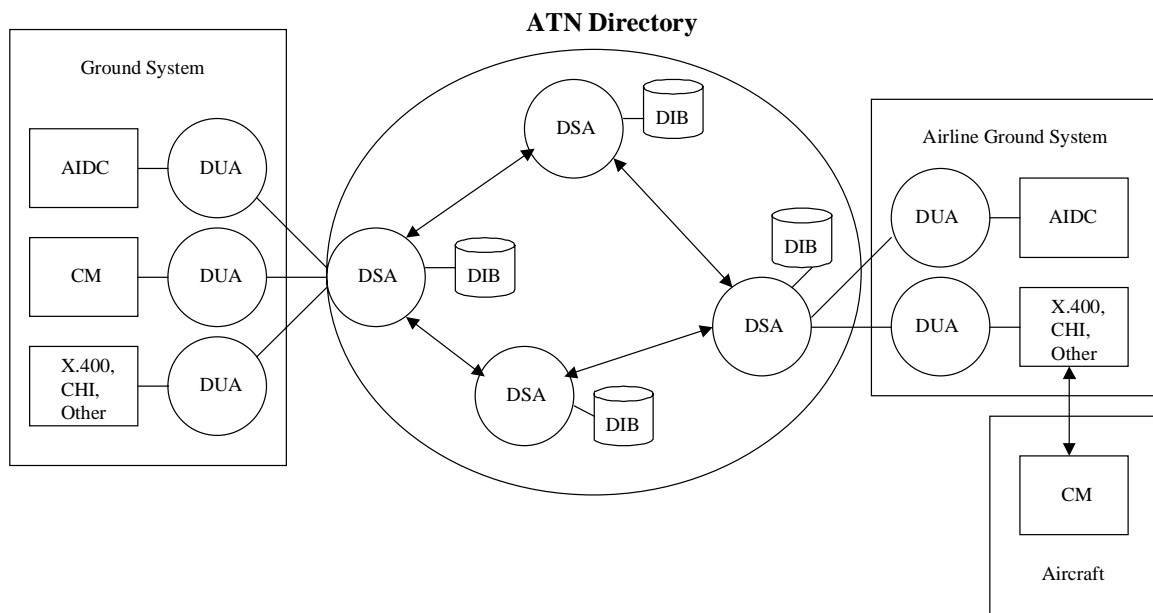 ATN Directory
Ground System
AIDC
DUA
CM
DUA
X.400,
CHI,
Other
DUA
DSA
DIB
DSA
DIB
DSA
DIB
DSA
DIB
Airline Ground System
DUA
AIDC
DUA
X.400,
CHI,
Other
CM
Aircraft